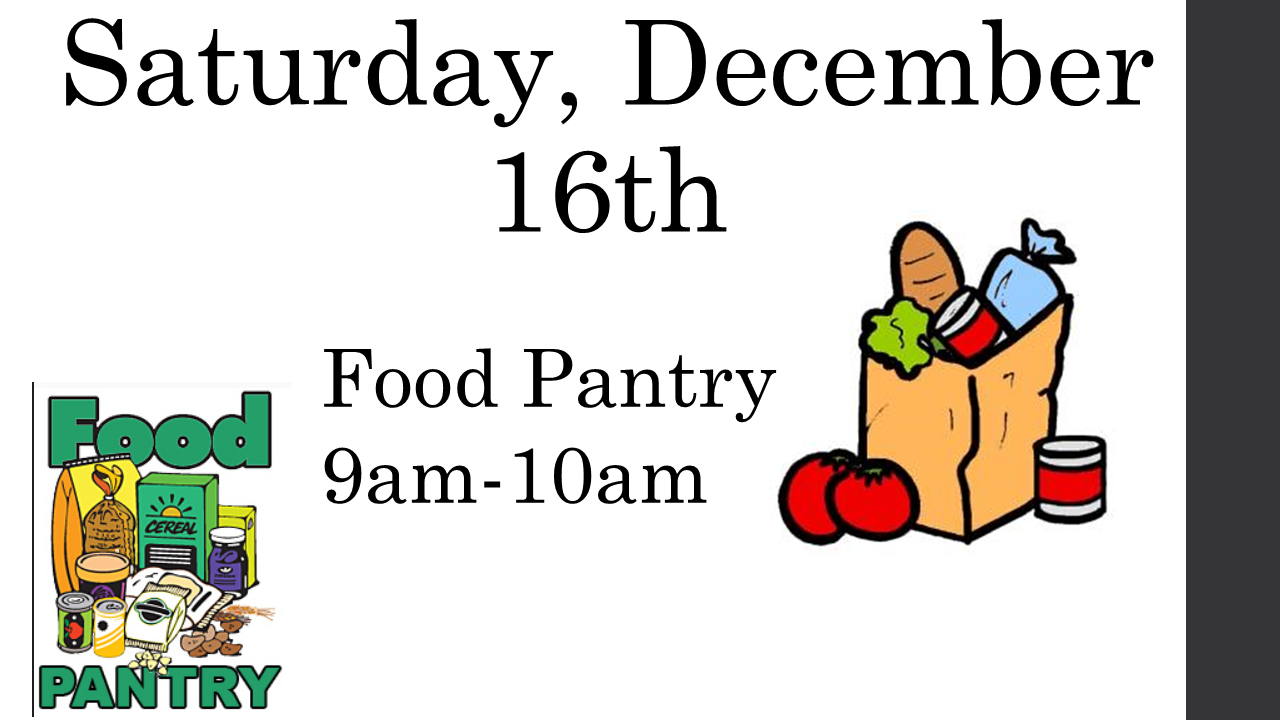 Saturday, December
16th
Food Pantry
9am-10am
Food
CEREAL
PANTRY